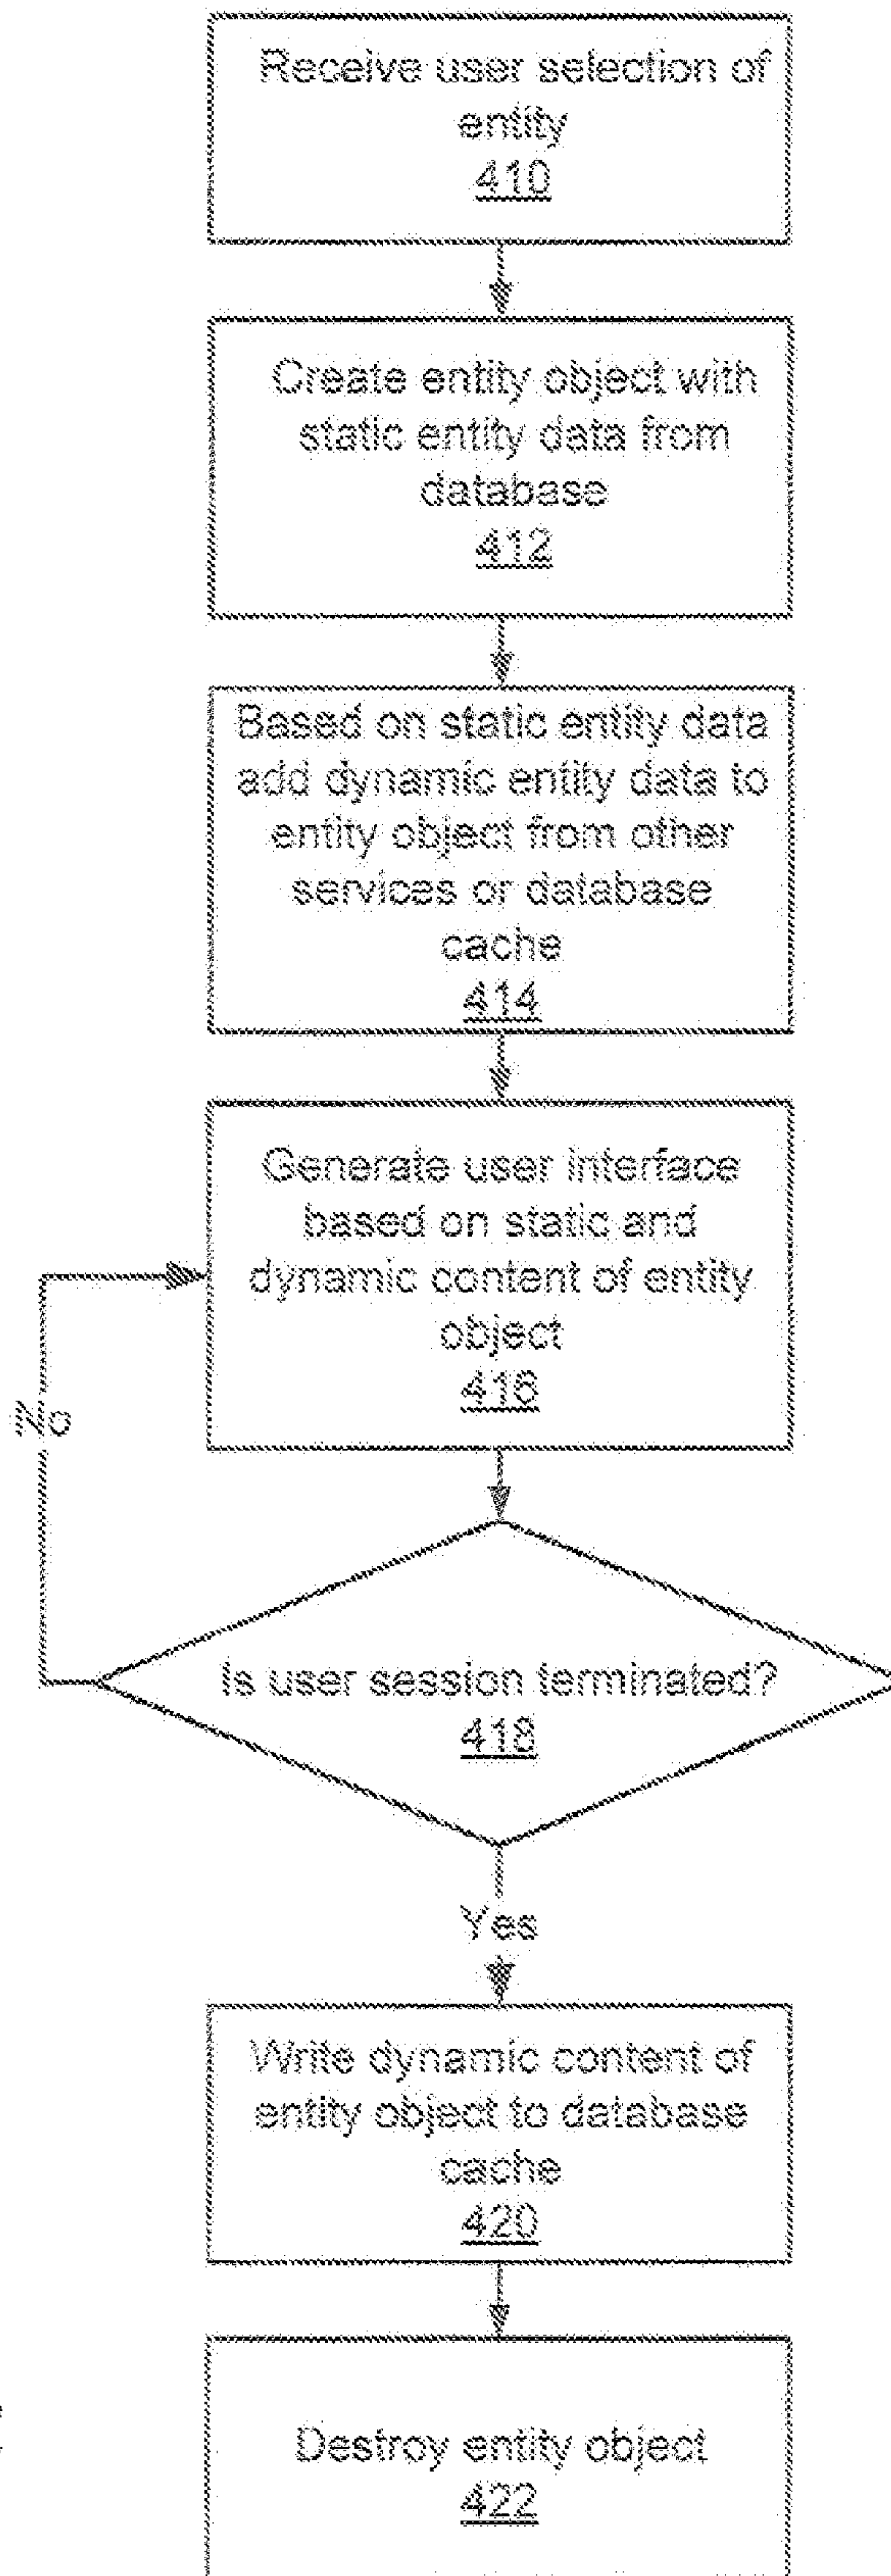 Receive user selection of
entity
410
Create entity object with
static entity data from
database
412
Based on static entity data
add dynamic entity data to
entity object from other
services or database
cache
414
Generate user interface
based on static and
dynamic content of entity
object
416
No
Is user session terminated?
418
Yes
Write dynamic content of
entity object to database
cache
420
Destroy entity object
422